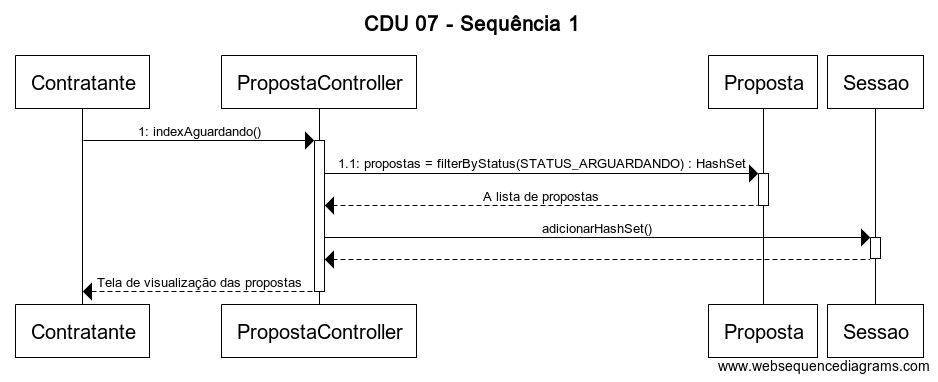 CDU 07 - Sequência 1
Contratante PropostaController Proposta Sessao
1: indexAguardando()
1.1: propostas = filterByStatus(STATUS_ARGUARDANDO) : HashSet
A lista de propostas
adicionarHashSet()
Tela de visualização das propostas
Contratante PropostaController Proposta Sessao
www.websequencediagrams.com